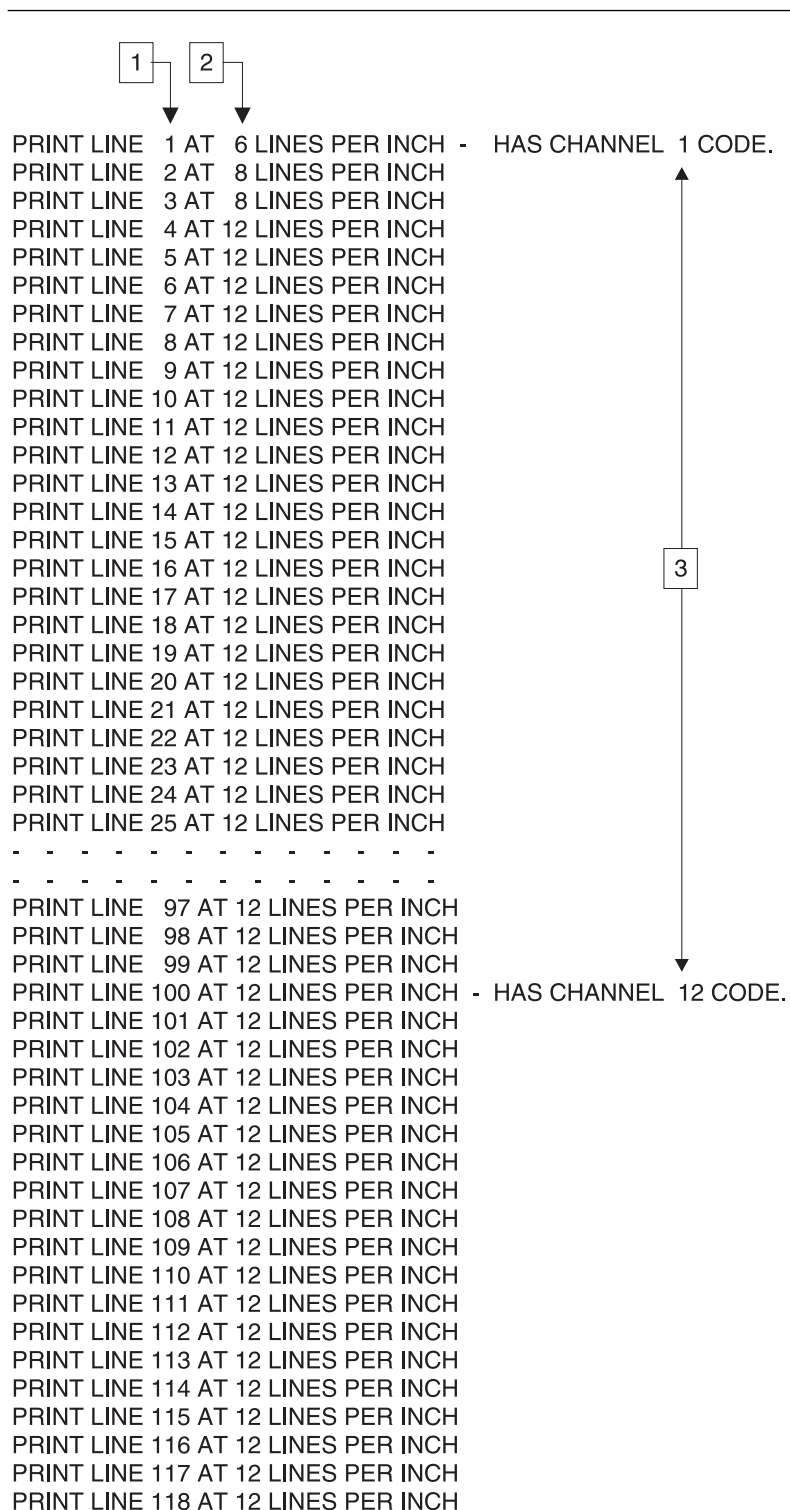 1 2
PRINT LINE 1 AT 6 LINES PER INCH - HAS CHANNEL 1 CODE.
PRINT LINE 2 AT 8 LINES PER INCH
PRINT LINE 3 AT 8 LINES PER INCH
PRINT LINE 4 AT 12 LINES PER INCH
PRINT LINE 5 AT 12 LINES PER INCH
PRINT LINE 6 AT 12 LINES PER INCH
PRINT LINE 7 AT 12 LINES PER INCH
PRINT LINE 8 AT 12 LINES PER INCH
PRINT LINE 9 AT 12 LINES PER INCH
PRINT LINE 10 AT 12 LINES PER INCH
PRINT LINE 11 AT 12 LINES PER INCH
PRINT LINE 12 AT 12 LINES PER INCH
PRINT LINE 13 AT 12 LINES PER INCH
PRINT LINE 14 AT 12 LINES PER INCH
PRINT LINE 15 AT 12 LINES PER INCH
PRINT LINE 16 AT 12 LINES PER INCH 3
PRINT LINE 17 AT 12 LINES PER INCH
PRINT LINE 18 AT 12 LINES PER INCH
PRINT LINE 19 AT 12 LINES PER INCH
PRINT LINE 20 AT 12 LINES PER INCH
PRINT LINE 21 AT 12 LINES PER INCH
PRINT LINE 22 AT 12 LINES PER INCH
PRINT LINE 23 AT 12 LINES PER INCH
PRINT LINE 24 AT 12 LINES PER INCH
PRINT LINE 25 AT 12 LINES PER INCH
- - - - - - - - - - - - -
- - - - - - - - - - - - -
PRINT LINE 97 AT 12 LINES PER INCH
PRINT LINE 98 AT 12 LINES PER INCH
PRINT LINE 99 AT 12 LINES PER INCH
PRINT LINE 100 AT 12 LINES PER INCH - HAS CHANNEL 12 CODE.
PRINT LINE 101 AT 12 LINES PER INCH
PRINT LINE 102 AT 12 LINES PER INCH
PRINT LINE 103 AT 12 LINES PER INCH
PRINT LINE 104 AT 12 LINES PER INCH
PRINT LINE 105 AT 12 LINES PER INCH
PRINT LINE 106 AT 12 LINES PER INCH
PRINT LINE 107 AT 12 LINES PER INCH
PRINT LINE 108 AT 12 LINES PER INCH
PRINT LINE 109 AT 12 LINES PER INCH
PRINT LINE 110 AT 12 LINES PER INCH
PRINT LINE 111 AT 12 LINES PER INCH
PRINT LINE 112 AT 12 LINES PER INCH
PRINT LINE 113 AT 12 LINES PER INCH
PRINT LINE 114 AT 12 LINES PER INCH
PRINT LINE 115 AT 12 LINES PER INCH
PRINT LINE 116 AT 12 LINES PER INCH
PRINT LINE 117 AT 12 LINES PER INCH
PRINT LINE 118 AT 12 LINES PER INCH